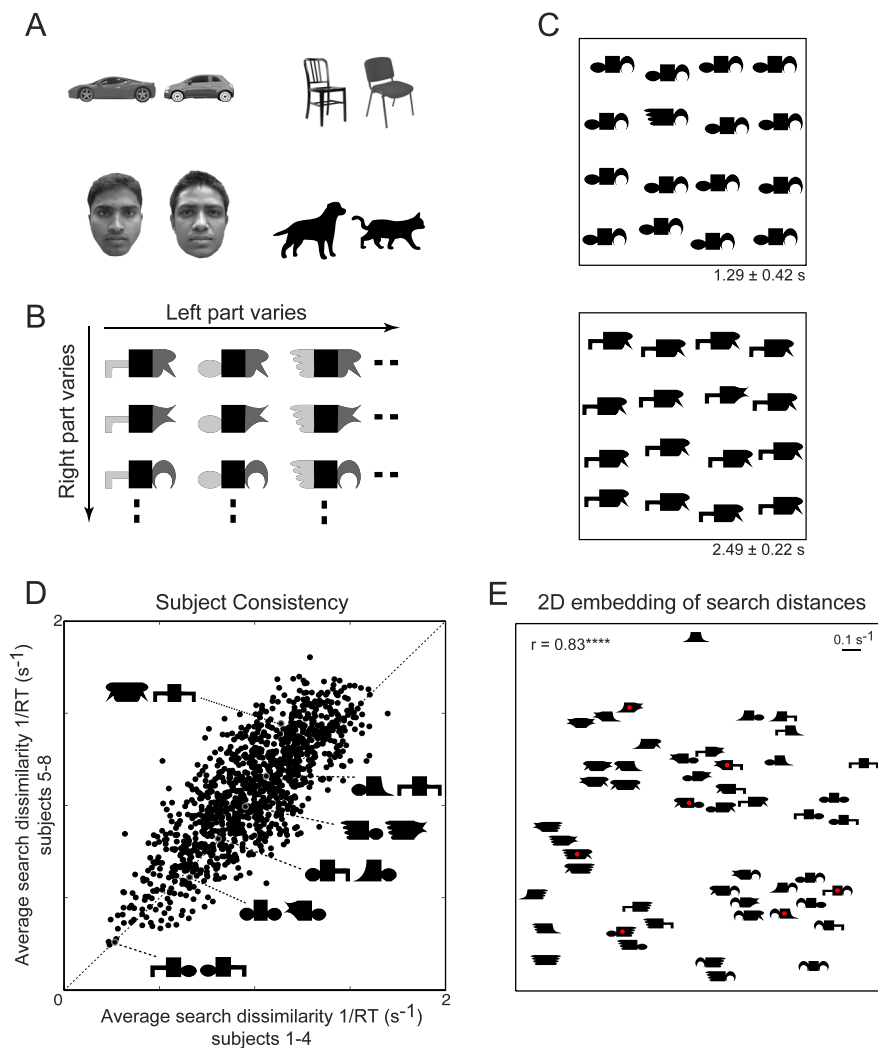 A
C
1.29 ± 0.42 s
B
Left part varies
Right part varies
2.49 ± 0.22 s
D
Subject Consistency
2
Average search dissimilarity 1/RT (s⁻¹)
subjects 5-8
0
2
Average search dissimilarity 1/RT (s⁻¹)
subjects 1-4
E
2D embedding of search distances
r = 0.83****
0.1 s⁻¹